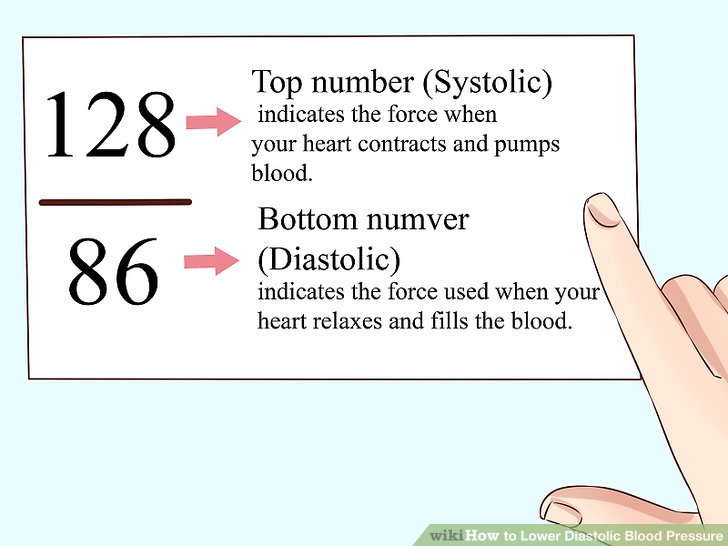 128
Top number (Systolic)
indicates the force when
your heart contracts and pumps
blood.
86
Bottom numver
(Diastolic)
indicates the force used when your
heart relaxes and fills the blood.
wikiHow to Lower Diastolic Blood Pressure